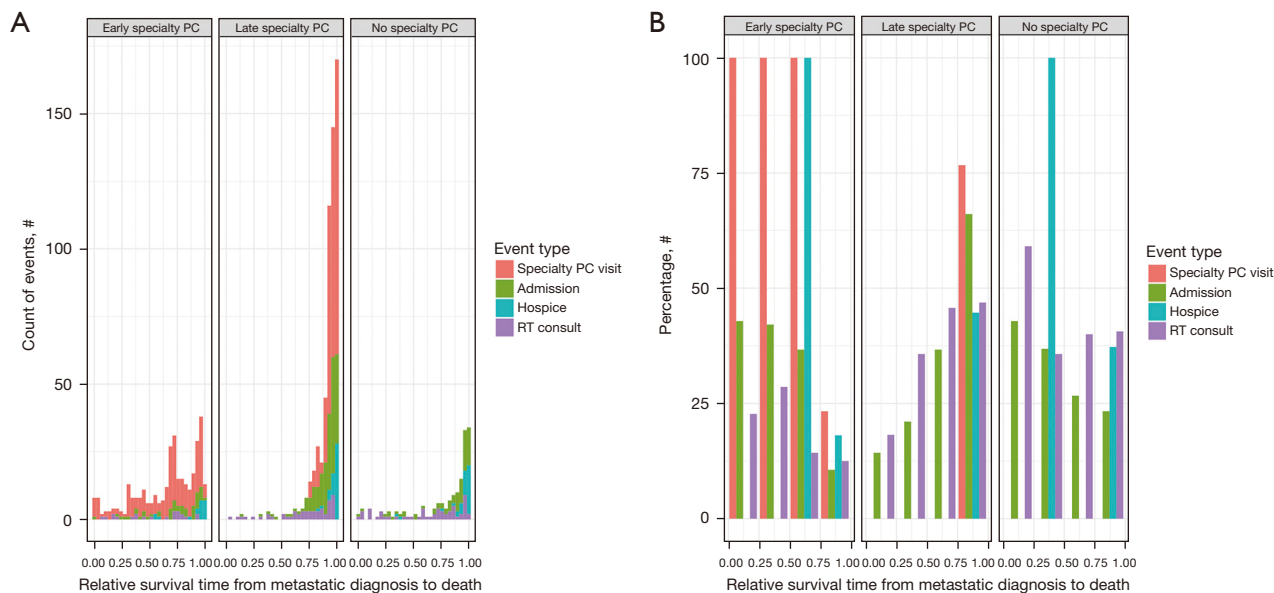 A
Early specialty PC
Late specialty PC
No specialty PC
150
100
50
0
Count of events, #
0.00 0.25 0.50 0.75 1.00
0.00 0.25 0.50 0.75 1.00
0.00 0.25 0.50 0.75 1.00
Relative survival time from metastatic diagnosis to death
Event type
Specialty PC visit
Admission
Hospice
RT consult
B
Early specialty PC
Late specialty PC
No specialty PC
100
75
50
25
0
Percentage, #
0.00 0.25 0.50 0.75 1.00
0.00 0.25 0.50 0.75 1.00
0.00 0.25 0.50 0.75 1.00
Relative survival time from metastatic diagnosis to death
Event type
Specialty PC visit
Admission
Hospice
RT consult